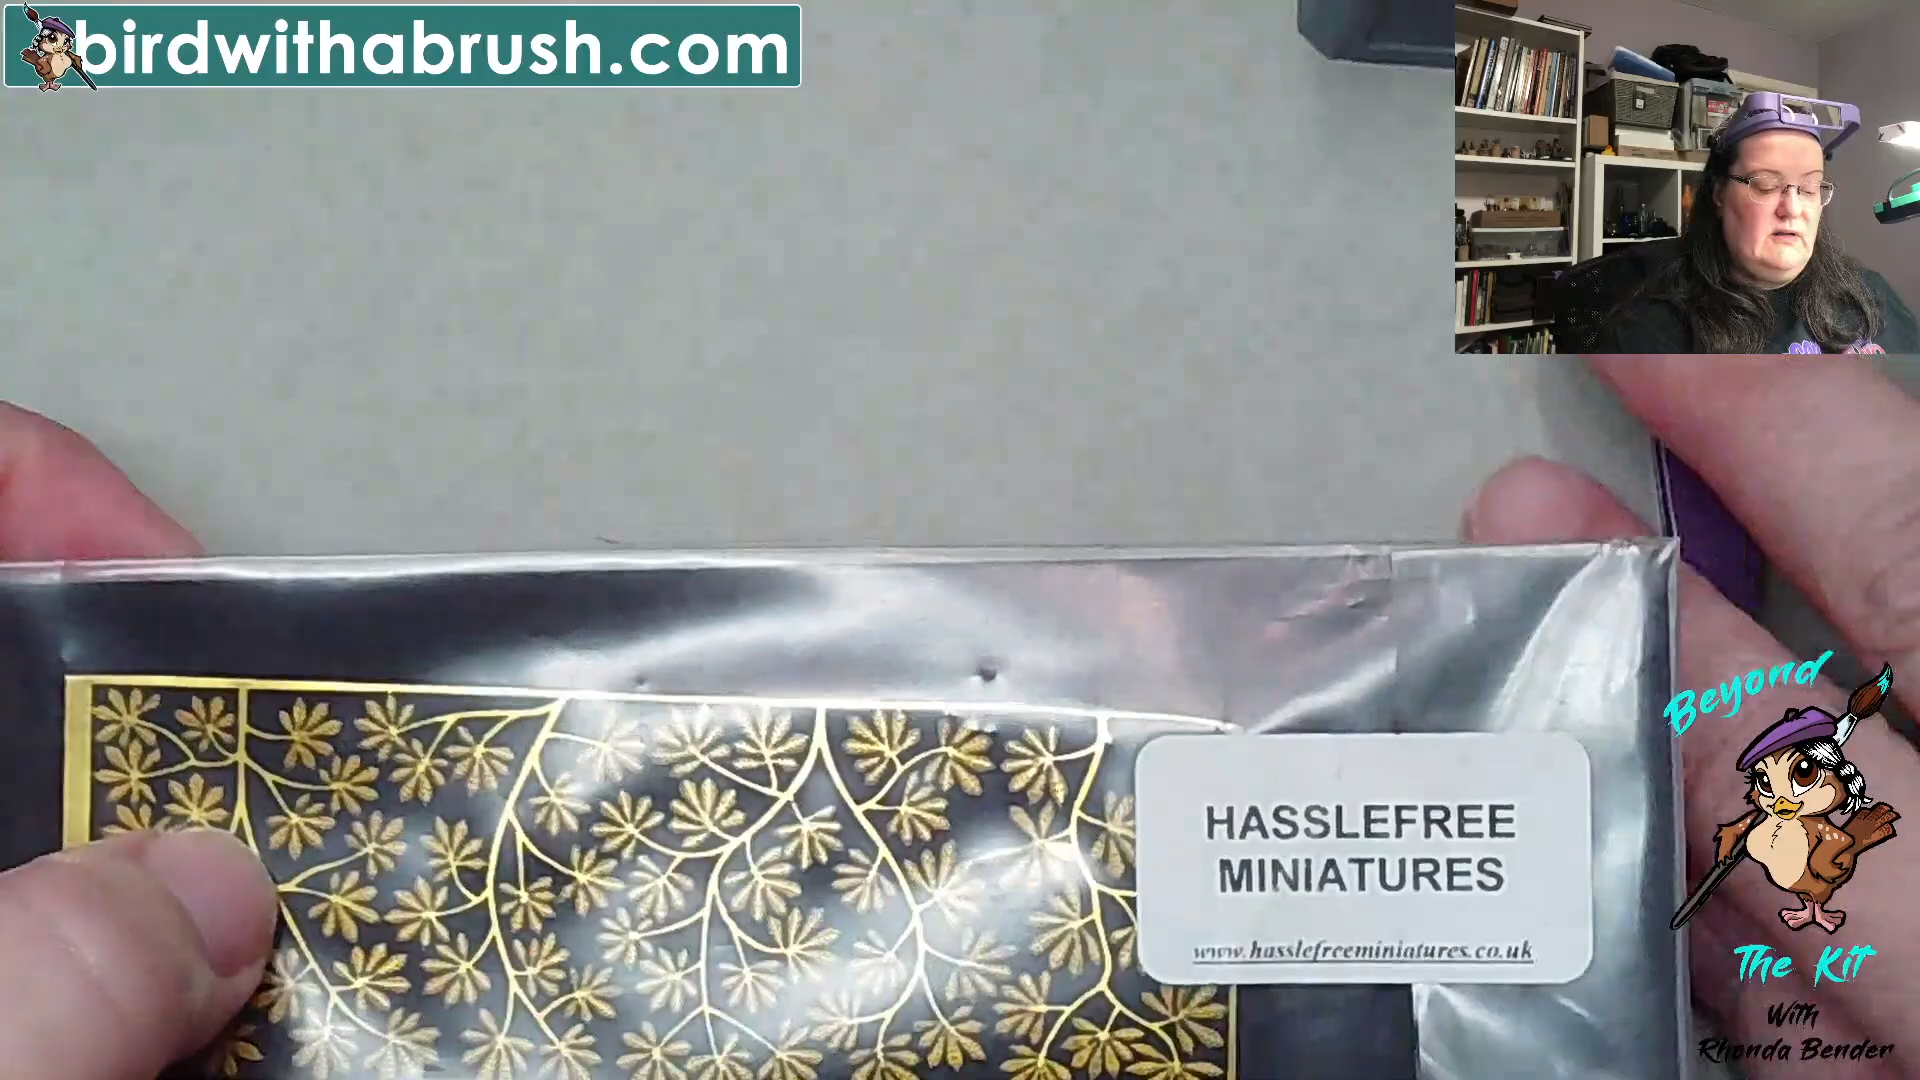 birdwithabrush.com
HASSLEFREE
MINIATURES
www.hasslefreeminiatures.co.uk
Beyond
The Kit
With
Rhonda Bender